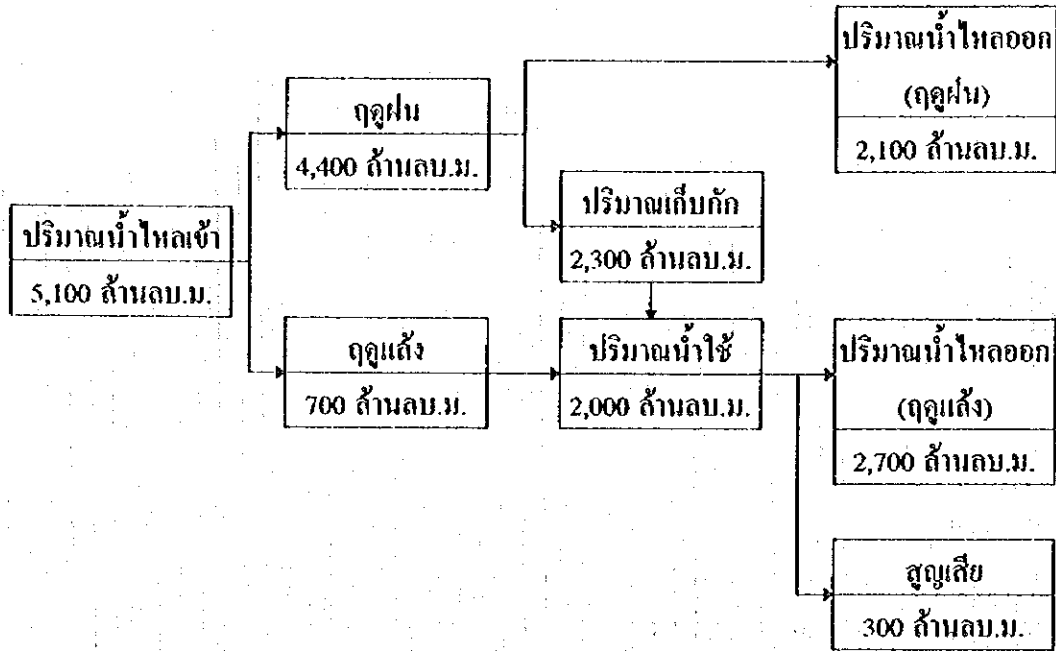 ปริมาณน้ำไหลเข้า
5,100 ล้านลบ.ม.
ฤดูฝน
4,400 ล้านลบ.ม.
ฤดูแล้ง
700 ล้านลบ.ม.
ปริมาณเก็บกัก
2,300 ล้านลบ.ม.
ปริมาณน้ำใช้
2,000 ล้านลบ.ม.
ปริมาณน้ำไหลออก
(ฤดูฝน)
2,100 ล้านลบ.ม.
ปริมาณน้ำไหลออก
(ฤดูแล้ง)
2,700 ล้านลบ.ม.
สูญเสีย
300 ล้านลบ.ม.